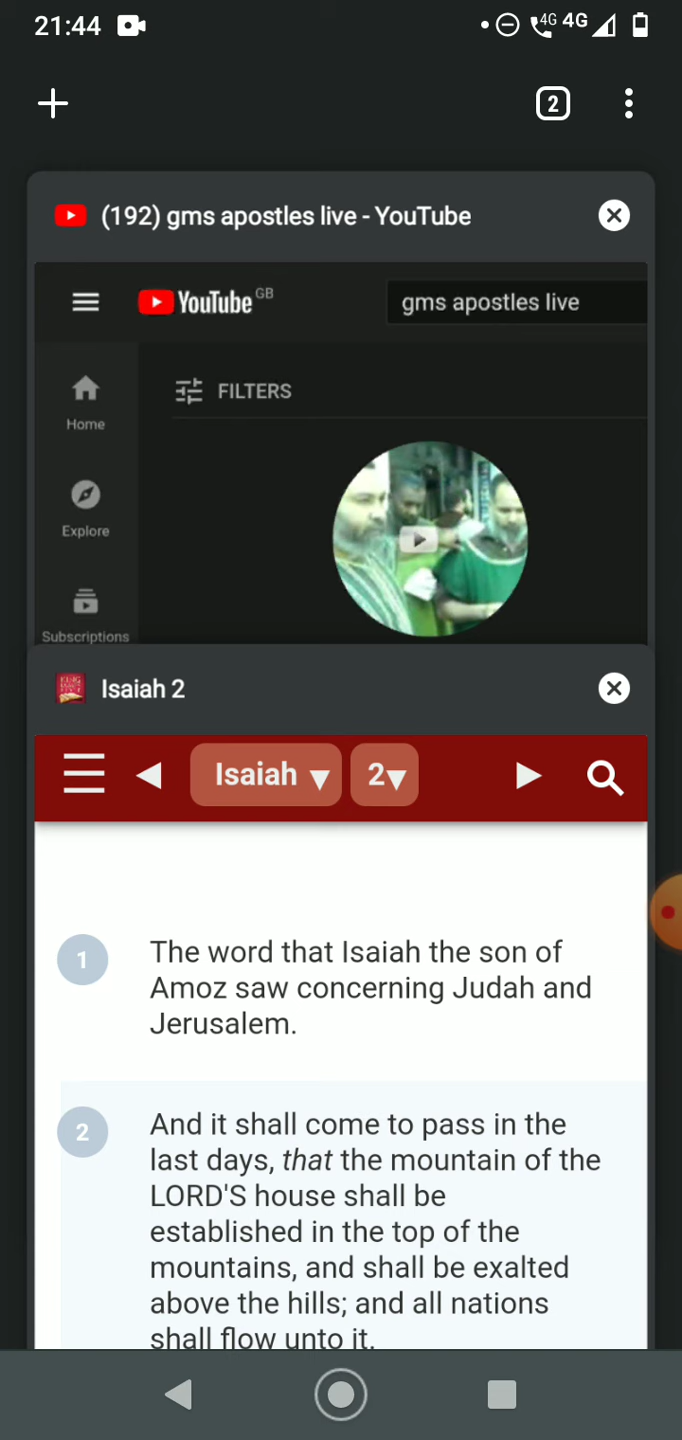 21:44
4G 4G
2
(192) gms apostles live - YouTube
YouTube GB
gms apostles live
FILTERS
Home
Explore
Subscriptions
Isaiah 2
Isaiah 2
1
The word that Isaiah the son of
Amoz saw concerning Judah and
Jerusalem.
2
And it shall come to pass in the
last days, that the mountain of the
LORD'S house shall be
established in the top of the
mountains, and shall be exalted
above the hills; and all nations
shall flow unto it.